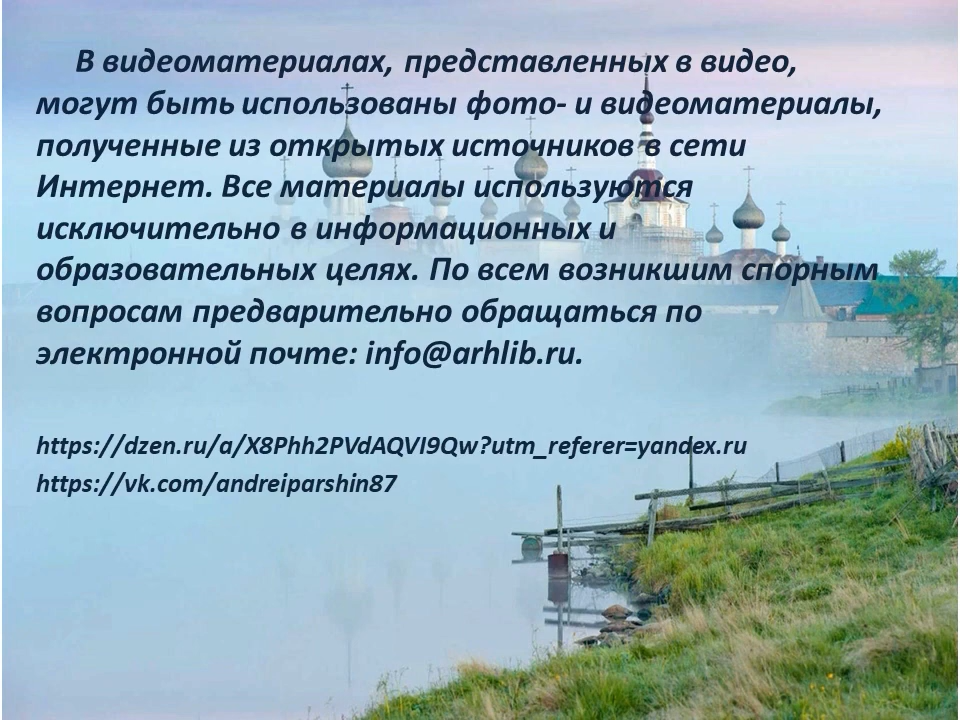 В видеоматериалах, представленных в видео,
могут быть использованы фото- и видеоматериалы,
полученные из открытых источников в сети
Интернет. Все материалы используются
исключительно в информационных и
образовательных целях. По всем возникшим спорным
вопросам предварительно обращаться по
электронной почте: info@arhlib.ru.
https://dzen.ru/a/X8Phh2PVdAQVI9Qw?utm_referer=yandex.ru
https://vk.com/andreiparshin87